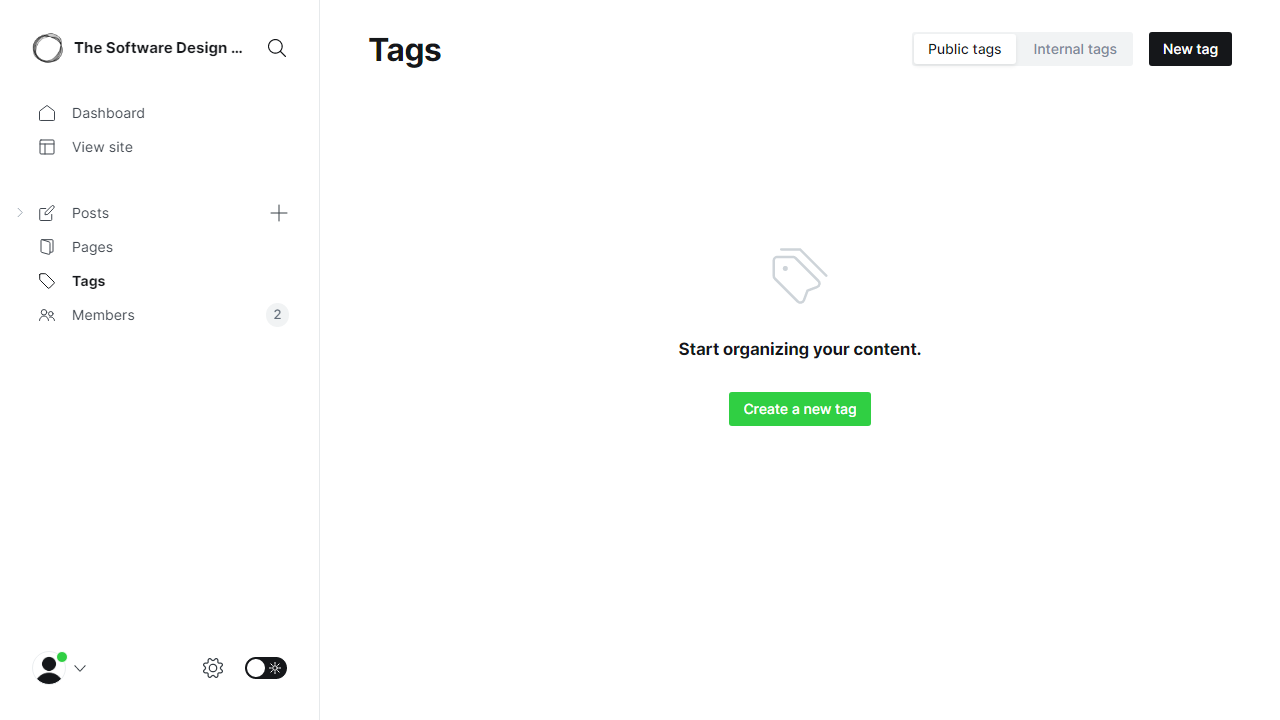 The Software Design ...
Dashboard
View site
Posts
Pages
Tags
Members 2
Tags
Public tags
Internal tags
New tag
Start organizing your content.
Create a new tag